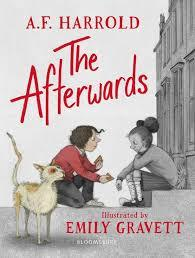 A.F. HARROLD
The
Afterwards
Illustrated by
EMILY GRAVETT
BLOOMSBURY